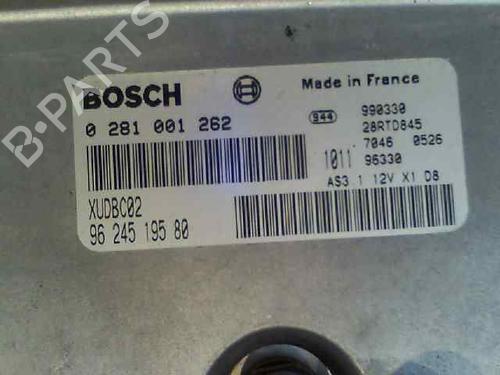 B-PARTS
BOSCH
Made in France
0 281 001 262
944
990330
28RTD845
7046 0526
1011 96330
AS3 1 12V X1 D8
XUDBC02
96 245 195 80